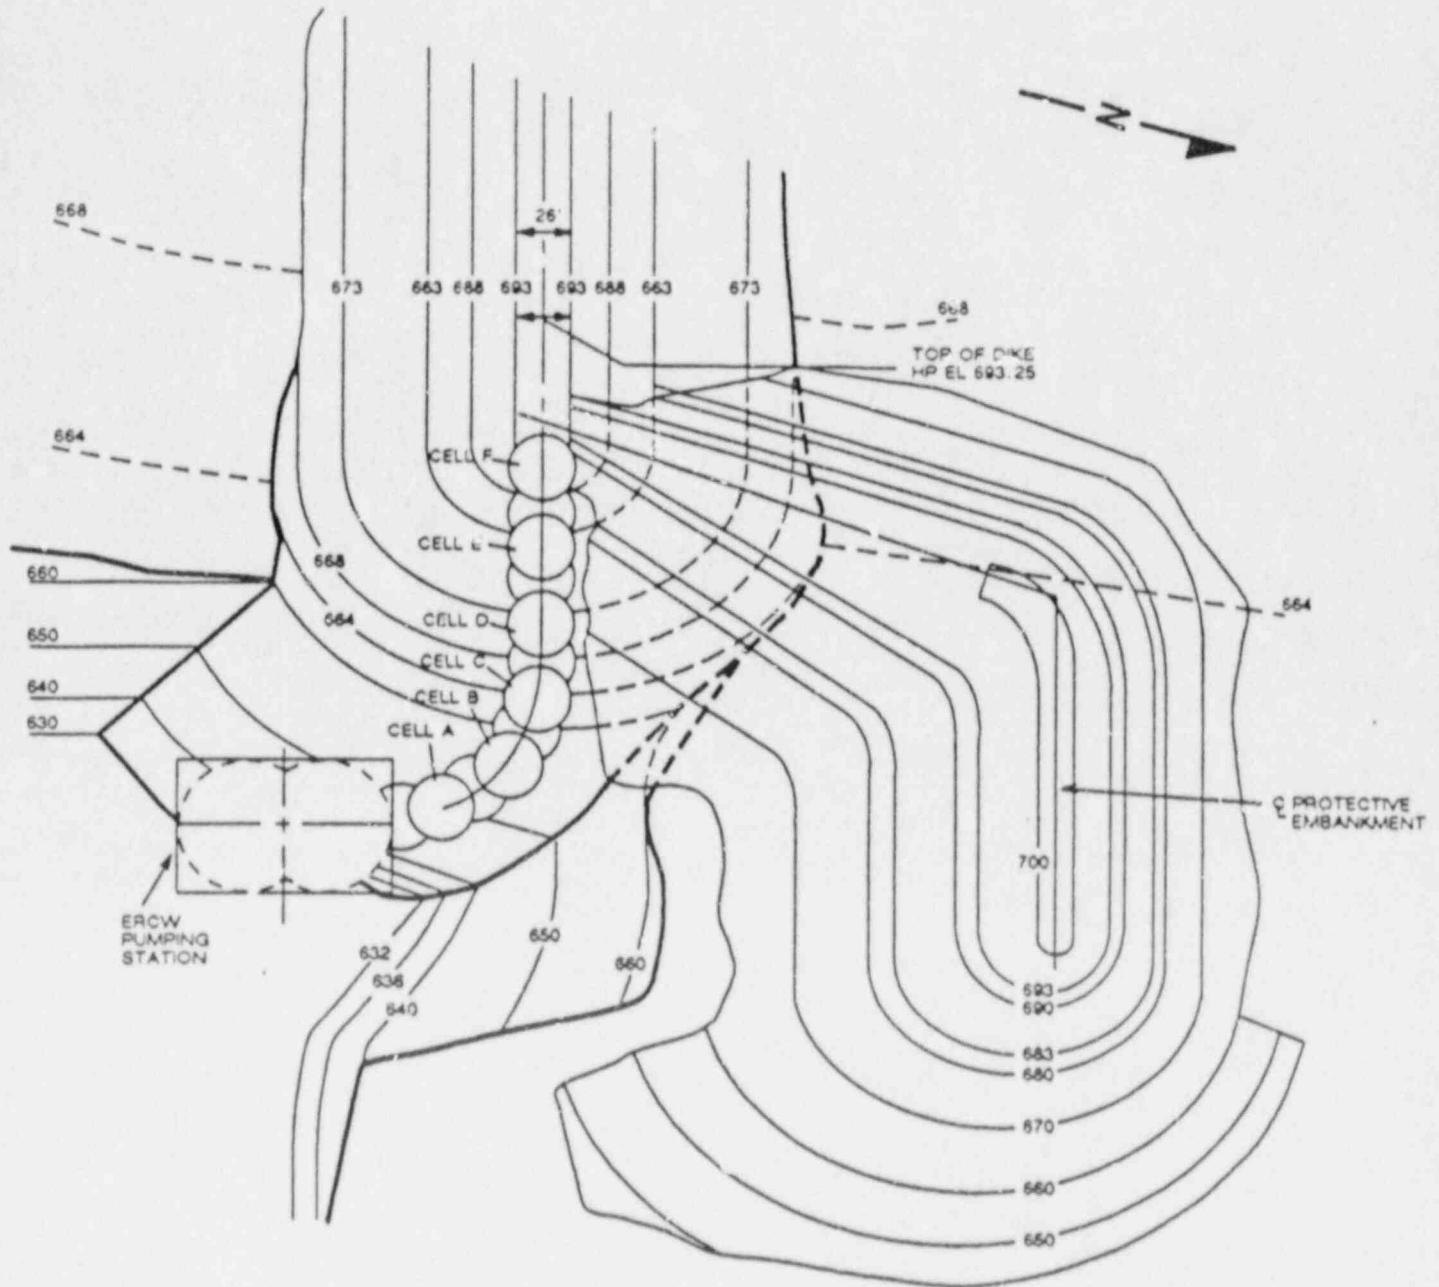 N
668
26'
673 663 688 693 693 688 663 673
668
TOP OF DIKE
HP EL 693.25
664
CELL F
CELL E
668
660
CELL D
664
664
650
CELL C
640
CELL B
630
CELL A
℄ PROTECTIVE
EMBANKMENT
700
ERCW
PUMPING
STATION
650
632
660
636
693
640
690
683
680
670
660
650